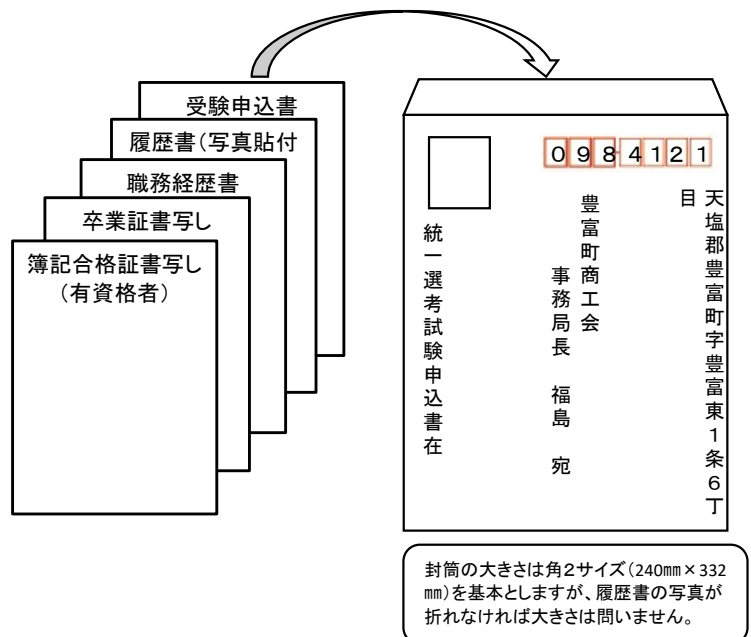 受験申込書
履歴書(写真貼付
職務経歴書
卒業証書写し
簿記合格証書写し
(有資格者)
0984121
天塩郡豊富町字豊富東1条6丁
目
豊富町商工会
事務局長 福島 宛
統一選考試験申込書在
封筒の大きさは角2サイズ(240㎜×332
㎜)を基本としますが、履歴書の写真が
折れなければ大きさは問いません。